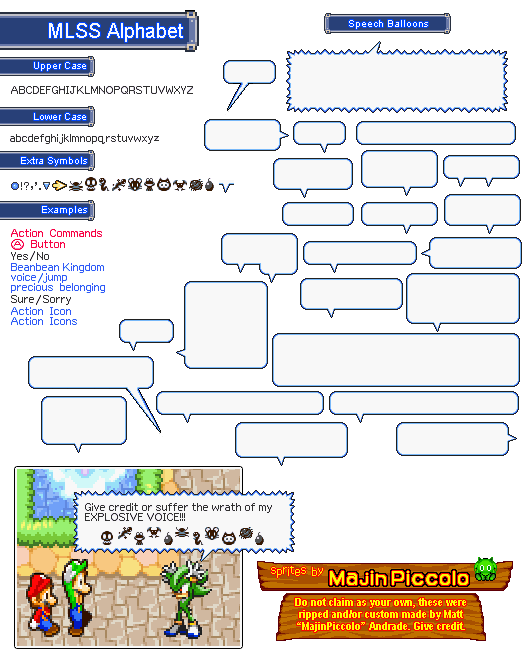 MLSS Alphabet
Speech Balloons
Upper Case
ABCDEFGHIJKLMNOPQRSTUVWXYZ
Lower Case
abcdefghijklmnopqrstuvwxyz
Extra Symbols
!?,'.
Examples
Action Commands
Ⓐ Button
Yes/No
Beanbean Kingdom
voice/jump
precious belonging
Sure/Sorry
Action Icon
Action Icons
Give credit or suffer the wrath of my
EXPLOSIVE VOICE!!!
sprites by MajinPiccolo
Do not claim as your own, these were
ripped and/or custom made by Matt
"MajinPiccolo" Andrade. Give credit.